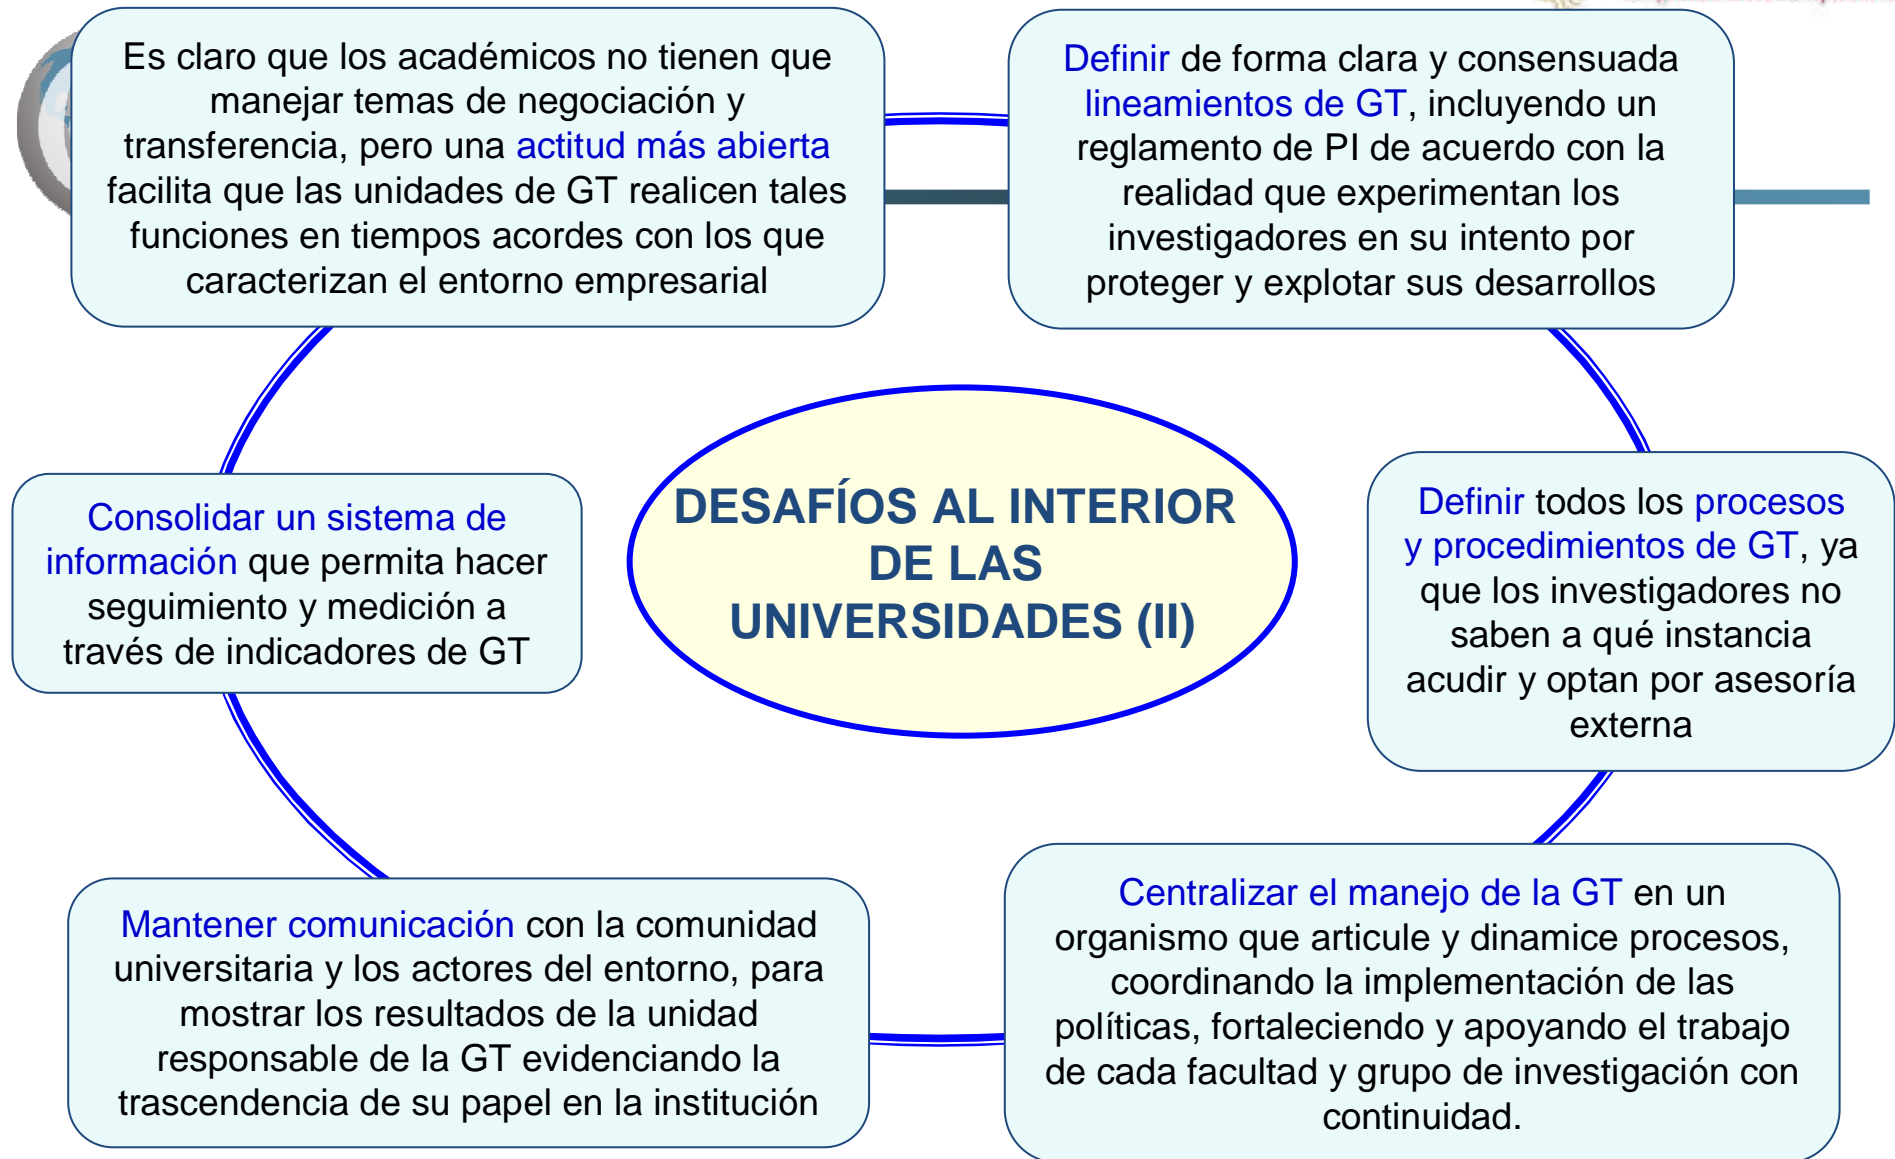 Es claro que los académicos no tienen que
manejar temas de negociación y
transferencia, pero una actitud más abierta
facilita que las unidades de GT realicen tales
funciones en tiempos acordes con los que
caracterizan el entorno empresarial
Definir de forma clara y consensuada
lineamientos de GT, incluyendo un
reglamento de PI de acuerdo con la
realidad que experimentan los
investigadores en su intento por
proteger y explotar sus desarrollos
DESAFÍOS AL INTERIOR
DE LAS
UNIVERSIDADES (II)
Consolidar un sistema de
información que permita hacer
seguimiento y medición a
través de indicadores de GT
Definir todos los procesos
y procedimientos de GT, ya
que los investigadores no
saben a qué instancia
acudir y optan por asesoría
externa
Mantener comunicación con la comunidad
universitaria y los actores del entorno, para
mostrar los resultados de la unidad
responsable de la GT evidenciando la
trascendencia de su papel en la institución
Centralizar el manejo de la GT en un
organismo que articule y dinamice procesos,
coordinando la implementación de las
políticas, fortaleciendo y apoyando el trabajo
de cada facultad y grupo de investigación con
continuidad.